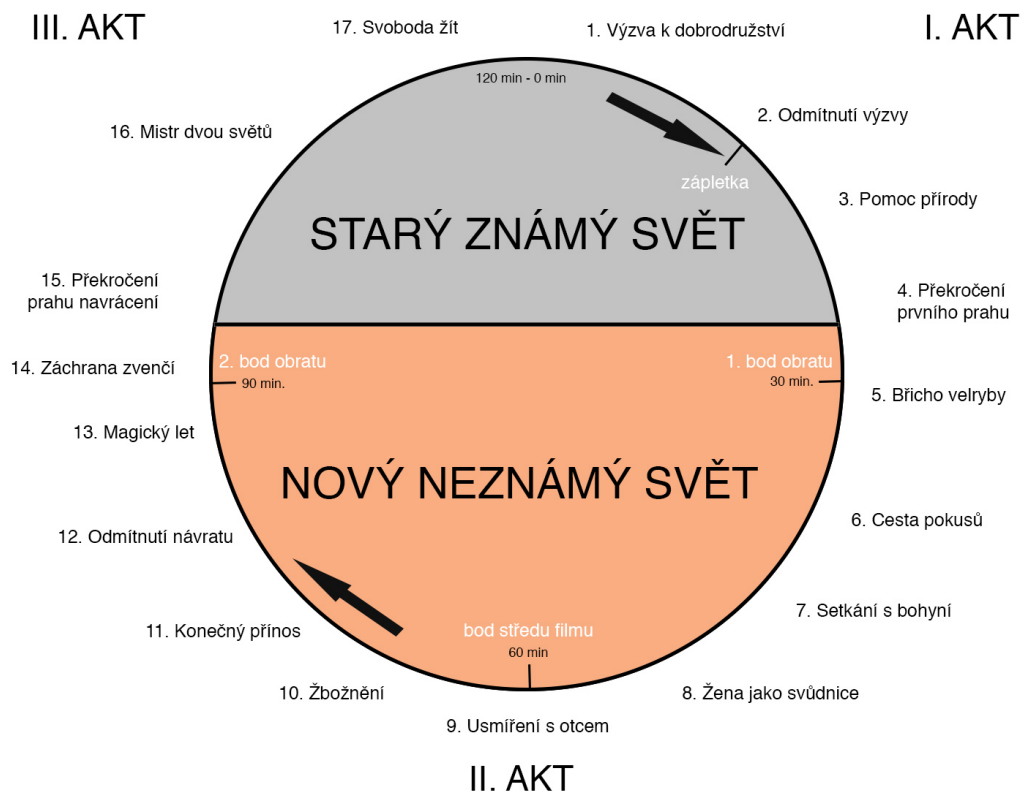 III. AKT
I. AKT
17. Svoboda žít
1. Výzva k dobrodružství
120 min - 0 min
2. Odmítnutí výzvy
16. Mistr dvou světů
zápletka
3. Pomoc přírody
STARÝ ZNÁMÝ SVĚT
15. Překročení
prahu navrácení
4. Překročení
prvního prahu
14. Záchrana zvenčí
2. bod obratu
90 min.
1. bod obratu
30 min.
5. Břicho velryby
13. Magický let
NOVÝ NEZNÁMÝ SVĚT
6. Cesta pokusů
12. Odmítnutí návratu
7. Setkání s bohyní
11. Konečný přínos
bod středu filmu
60 min
10. Žbožnění
8. Žena jako svůdnice
9. Usmíření s otcem
II. AKT